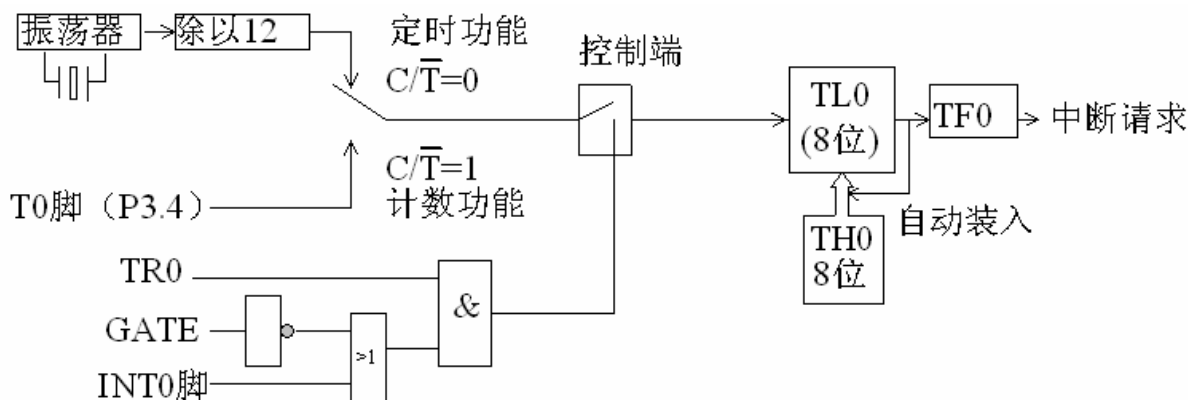 振荡器
除以12
定时功能
C/T̅=0
控制端
TL0
(8位)
TF0
中断请求
C/T̅=1
计数功能
T0脚（P3.4）
自动装入
TH0
8位
TR0
&
GATE
>1
INT0脚